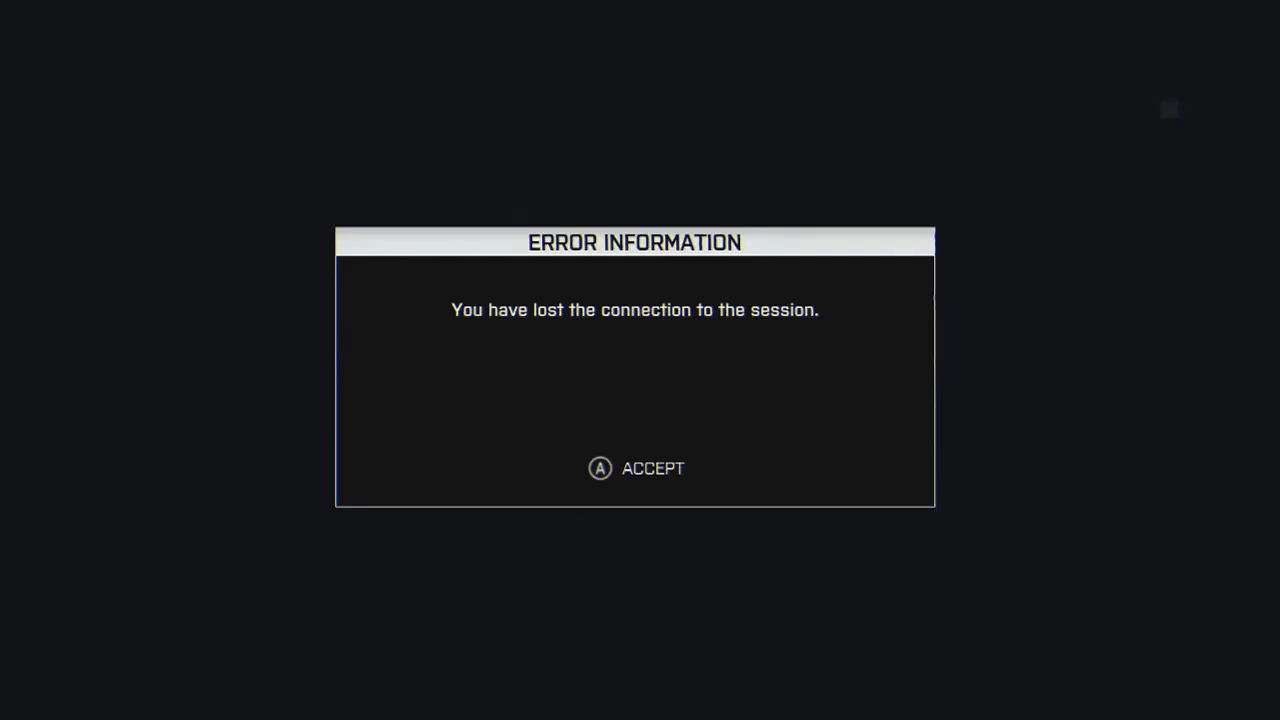 ERROR INFORMATION
You have lost the connection to the session.
A ACCEPT